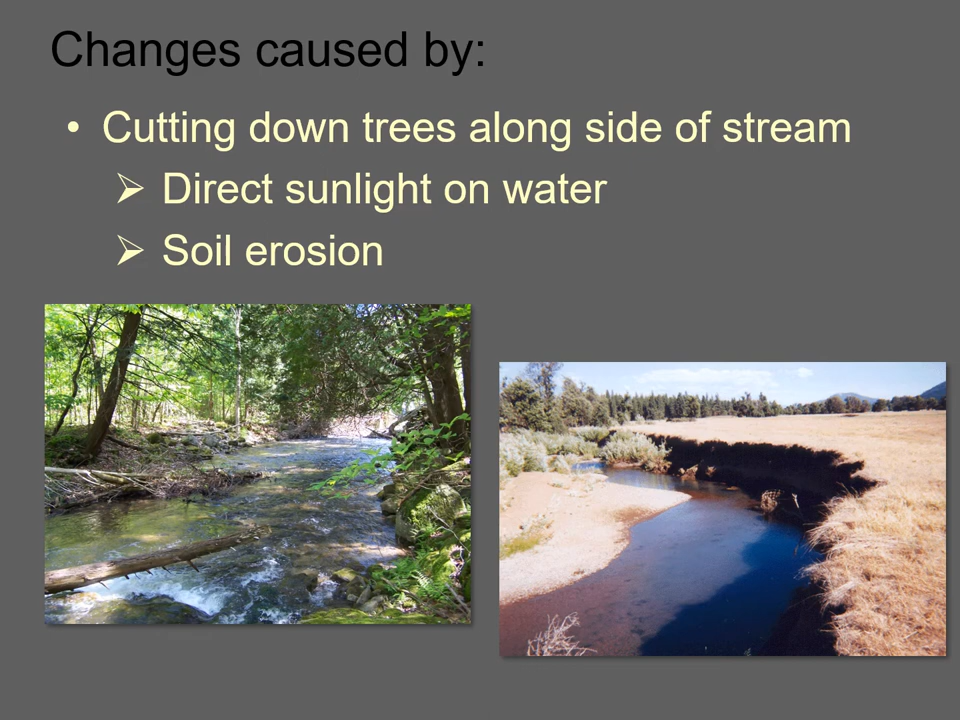 Changes caused by:
• Cutting down trees along side of stream
➢ Direct sunlight on water
➢ Soil erosion